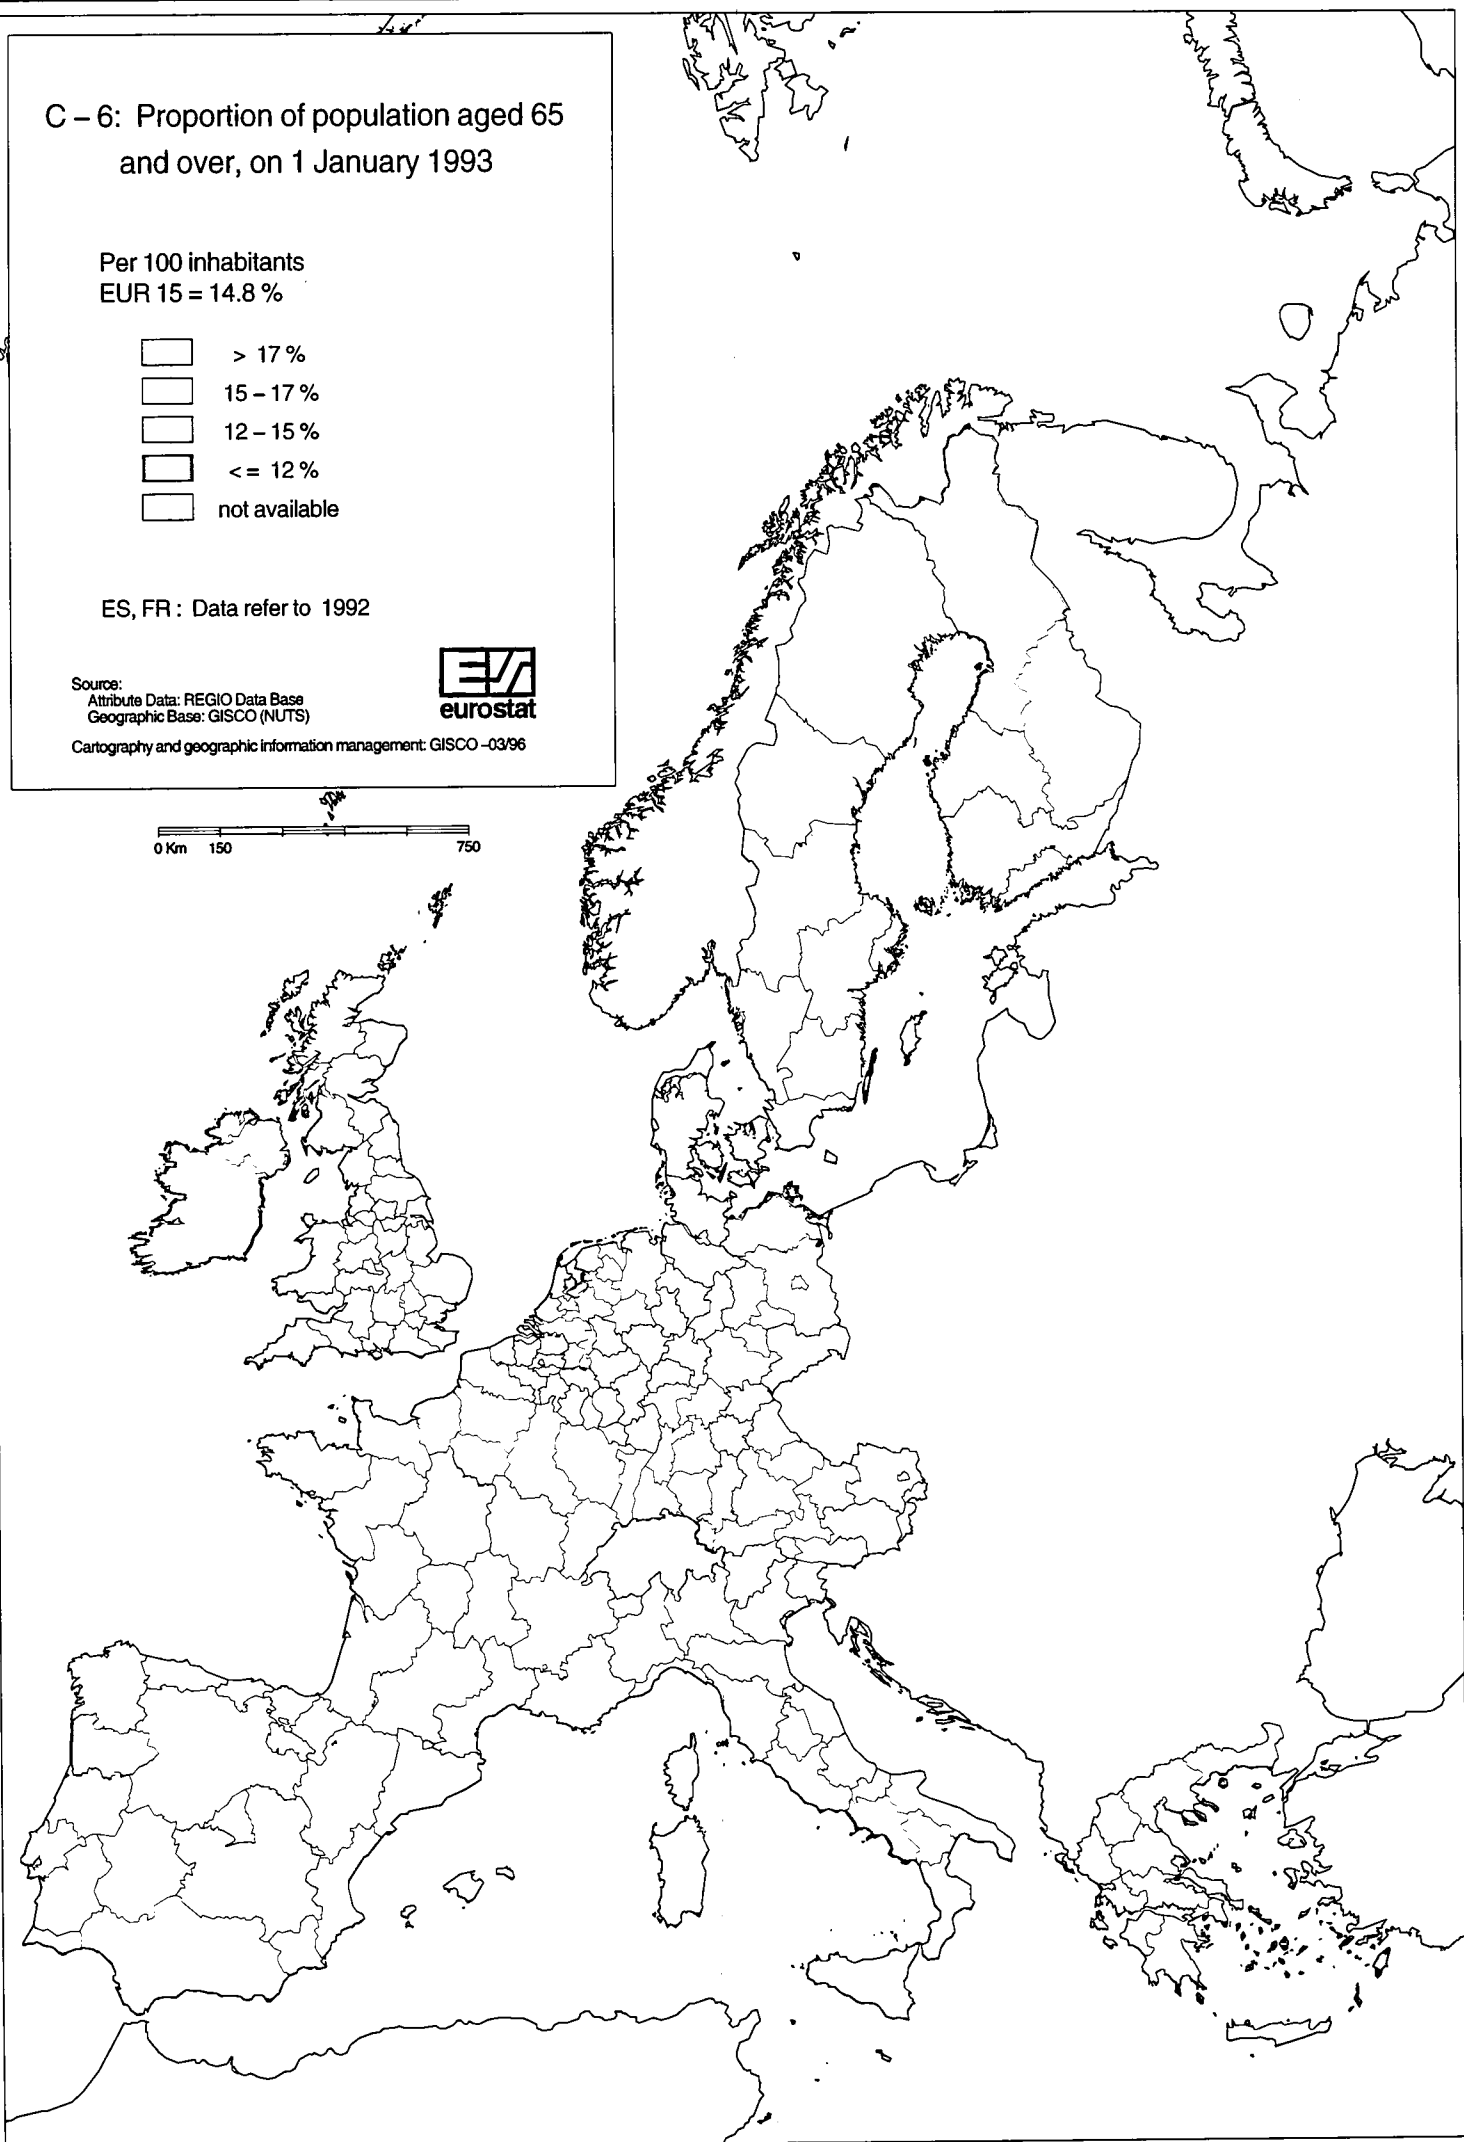 C – 6: Proportion of population aged 65
and over, on 1 January 1993
Per 100 inhabitants
EUR 15 = 14.8 %
> 17 %
15 – 17 %
12 – 15 %
<= 12 %
not available
ES, FR : Data refer to 1992
eurostat
Source:
Attribute Data: REGIO Data Base
Geographic Base: GISCO (NUTS)
Cartography and geographic information management: GISCO –03/96
0 Km 150 750